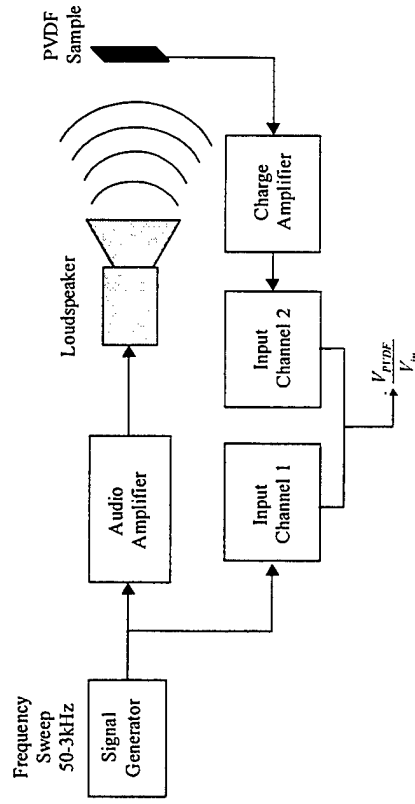 Frequency
Sweep
50-3kHz
Signal
Generator
Audio
Amplifier
Loudspeaker
PVDF
Sample
Input
Channel 1
Input
Channel 2
Charge
Amplifier
V_PVDF
V_in